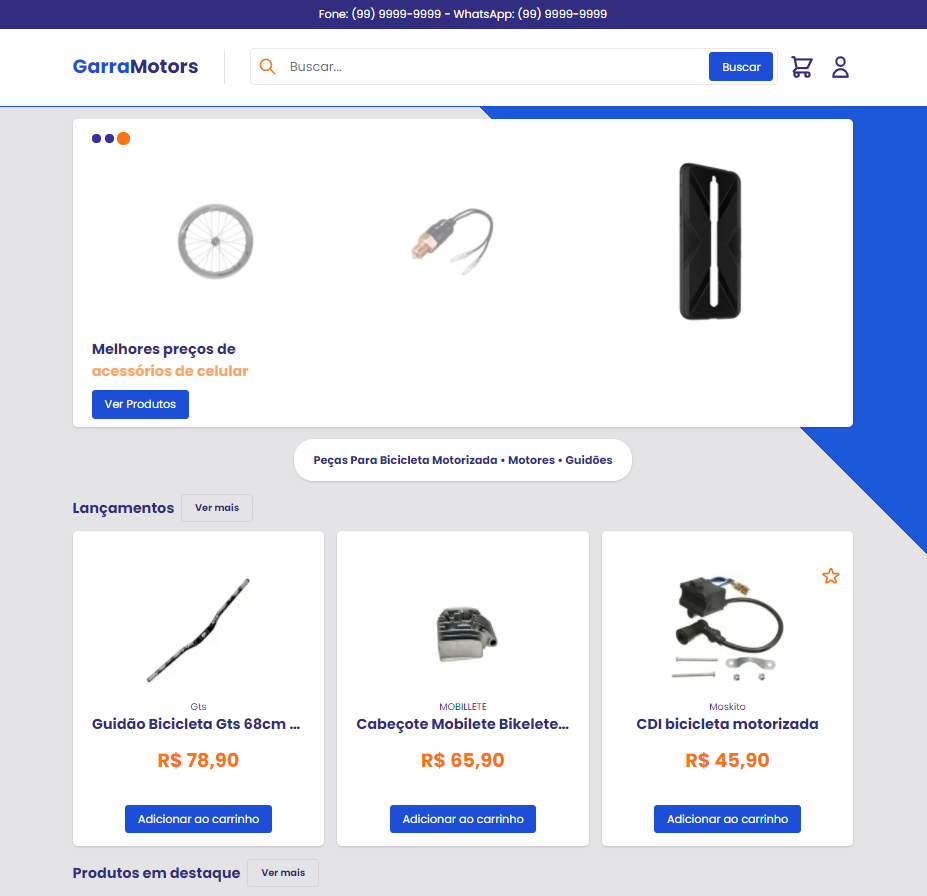 Fone: (99) 9999-9999 - WhatsApp: (99) 9999-9999
GarraMotors
Buscar...
Buscar
Melhores preços de
acessórios de celular
Ver Produtos
Peças Para Bicicleta Motorizada • Motores • Guidões
Lançamentos
Ver mais
Gts
Guidão Bicicleta Gts 68cm ...
R$ 78,90
Adicionar ao carrinho
MOBILLETE
Cabeçote Mobilete Bikelete...
R$ 65,90
Adicionar ao carrinho
Moskito
CDI bicicleta motorizada
R$ 45,90
Adicionar ao carrinho
Produtos em destaque
Ver mais